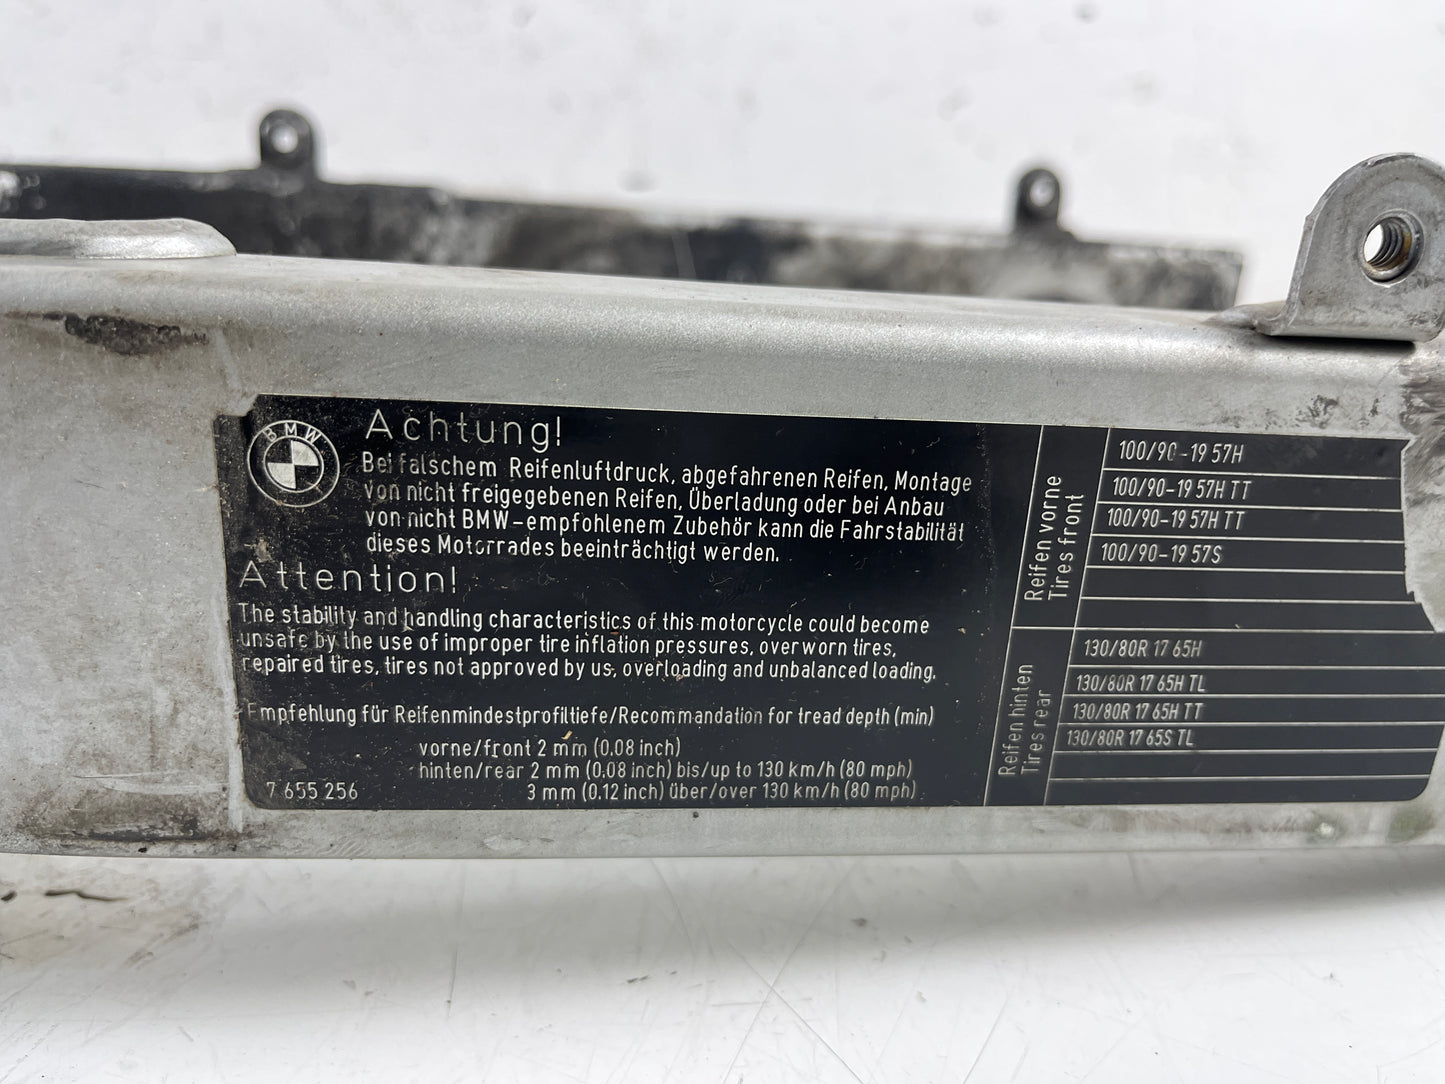 BMW
Achtung!
Bei falschem Reifenluftdruck, abgefahrenen Reifen, Montage
von nicht freigegebenen Reifen, Überladung oder bei Anbau
von nicht BMW-empfohlenem Zubehör kann die Fahrstabilität
dieses Motorrades beeinträchtigt werden.
Attention!
The stability and handling characteristics of this motorcycle could become
unsafe by the use of improper tire inflation pressures, overworn tires,
repaired tires, tires not approved by us, overloading and unbalanced loading.
Empfehlung für Reifenmindestprofiltiefe/Recommandation for tread depth (min)
vorne/front 2 mm (0.08 inch)
hinten/rear 2 mm (0.08 inch) bis/up to 130 km/h (80 mph)
3 mm (0.12 inch) über/over 130 km/h (80 mph)
7 655 256
Reifen vorne
Tires front
100/90-19 57H
100/90-19 57H TT
100/90-19 57H TT
100/90-19 57S
Reifen hinten
Tires rear
130/80R 17 65H
130/80R 17 65H TL
130/80R 17 65H TT
130/80R 17 65S TL